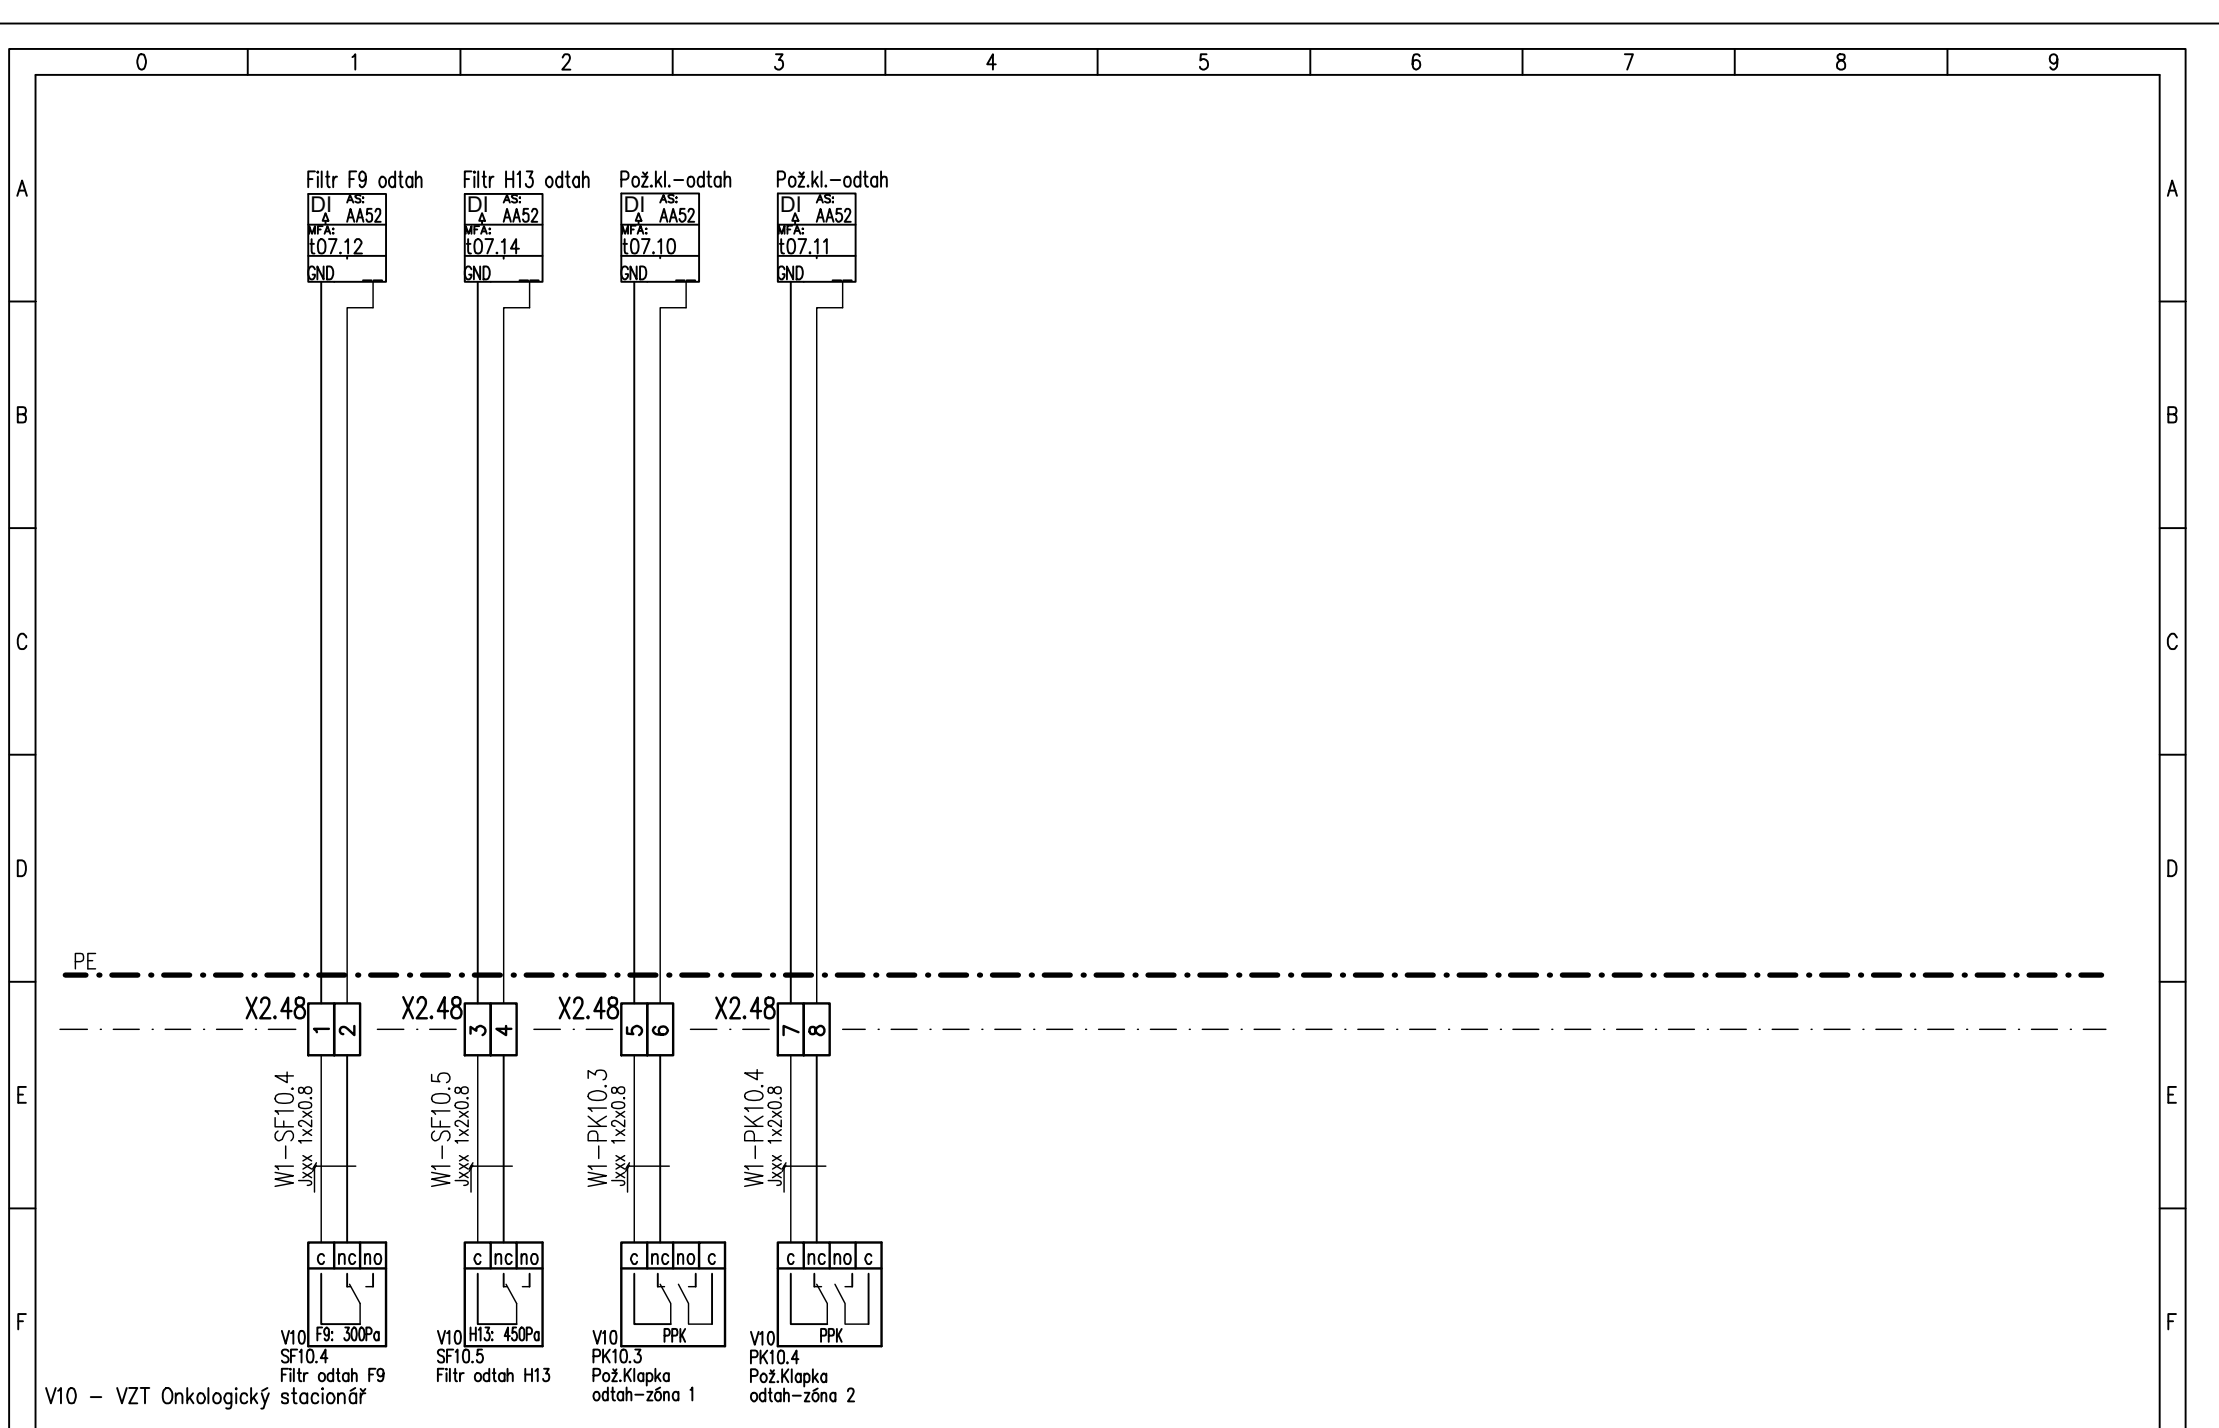 0 1 2 3 4 5 6 7 8 9
Filtr F9 odtah Filtr H13 odtah Pož.kl.-odtah Pož.kl.-odtah
A DI AS: DI AS: DI AS: DI AS: A
AA52 AA52 AA52 AA52
MFA: MFA: MFA: MFA:
t07.12 t07.14 t07.10 t07.11
GND __ GND __ GND __ GND __
B B
C C
D D
PE
X2.48 1 2 X2.48 3 4 X2.48 5 6 X2.48 7 8
E E
W1-SF10.4
Jxxx 1x2x0.8
W1-SF10.5
Jxxx 1x2x0.8
W1-PK10.3
Jxxx 1x2x0.8
W1-PK10.4
Jxxx 1x2x0.8
c nc no c nc no c nc no c c nc no c
F F
V10 F9: 300Pa V10 H13: 450Pa V10 PPK V10 PPK
SF10.4 SF10.5 PK10.3 PK10.4
Filtr odtah F9 Filtr odtah H13 Pož.Klapka Pož.Klapka
odtah-zóna 1 odtah-zóna 2
V10 - VZT Onkologický stacionář